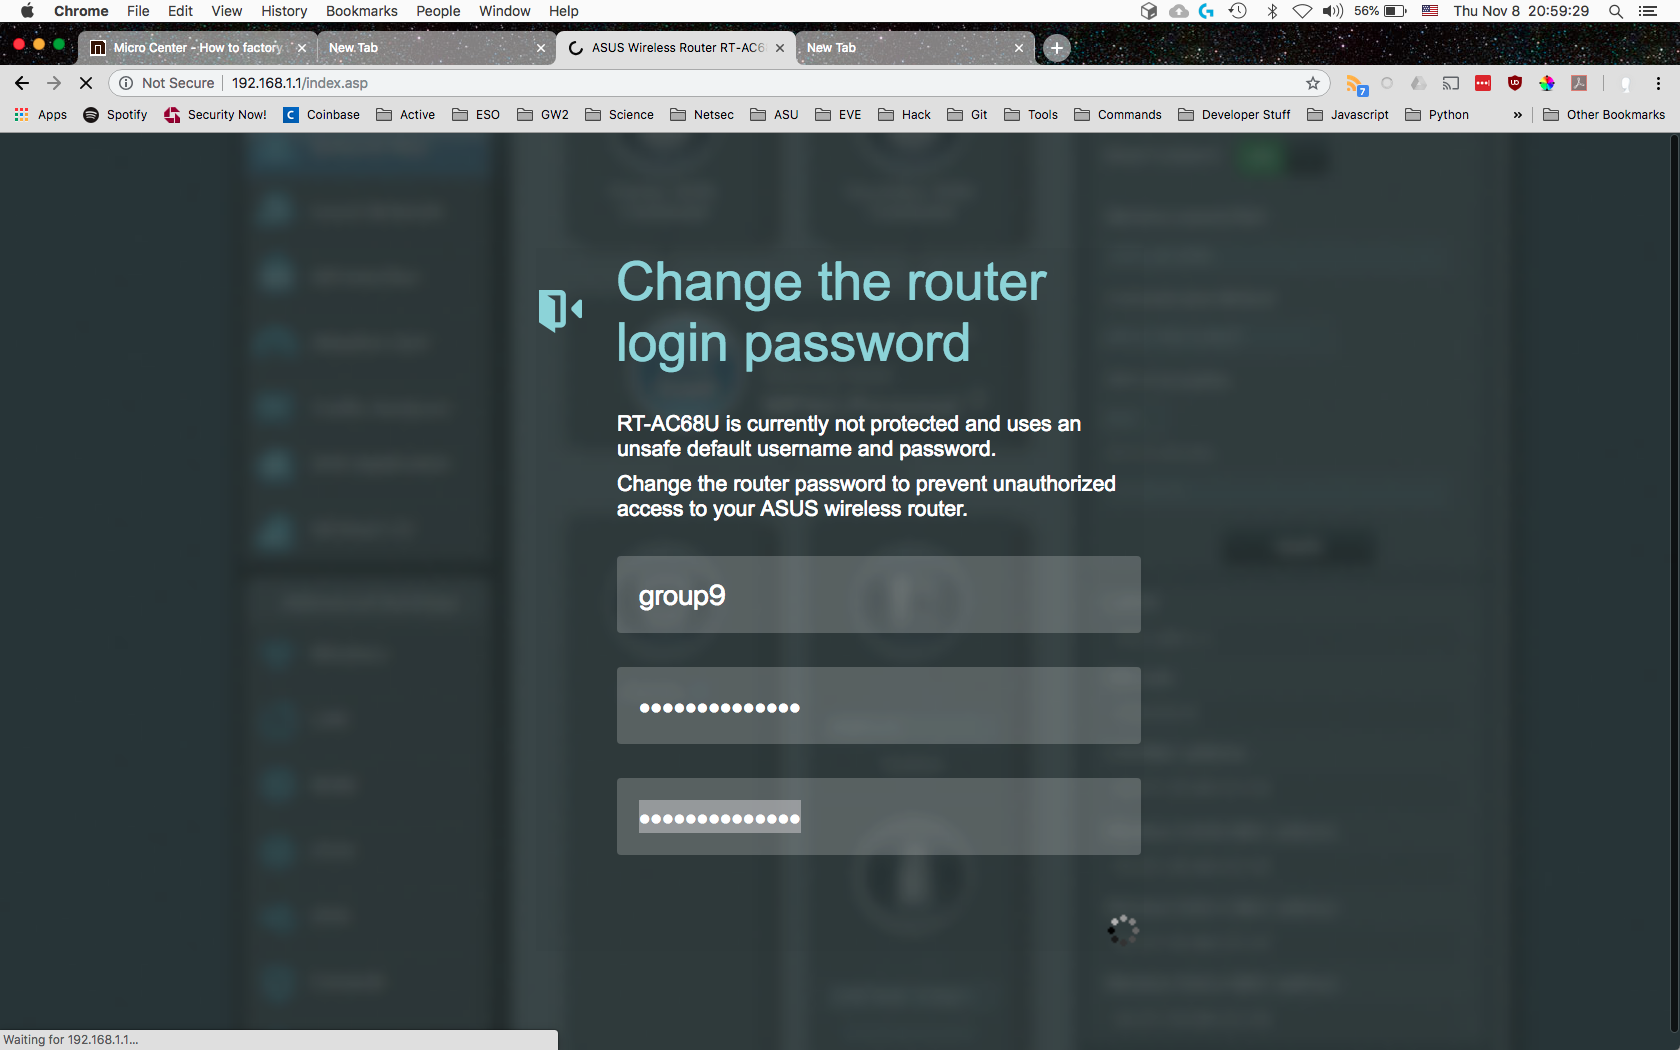 Chrome File Edit View History Bookmarks People Window Help 56% Thu Nov 8 20:59:29
Micro Center - How to factory New Tab ASUS Wireless Router RT-AC6 New Tab
Not Secure 192.168.1.1/index.asp 7
Apps Spotify Security Now! Coinbase Active ESO GW2 Science Netsec ASU EVE Hack Git Tools Commands Developer Stuff Javascript Python » Other Bookmarks
Change the router
login password
RT-AC68U is currently not protected and uses an
unsafe default username and password.
Change the router password to prevent unauthorized
access to your ASUS wireless router.
group9
••••••••••••••
••••••••••••••
Waiting for 192.168.1.1...